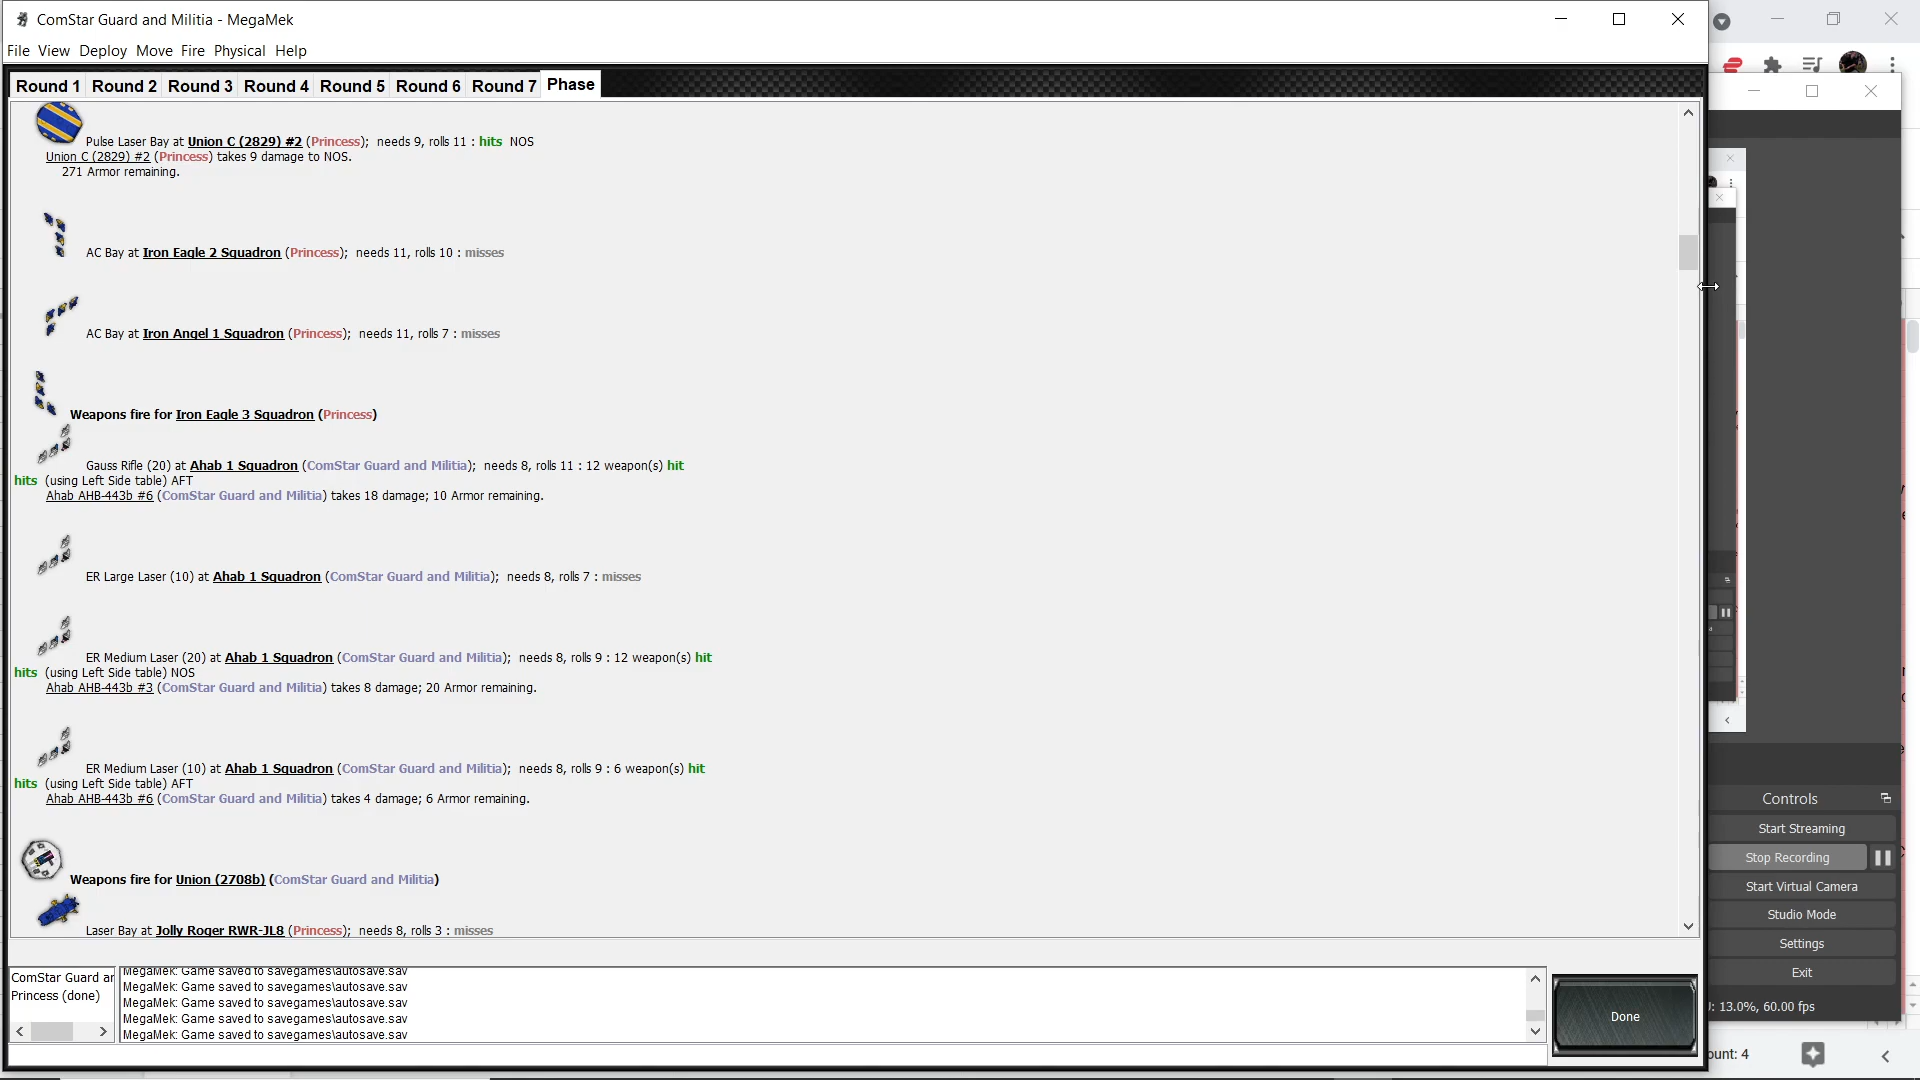 ComStar Guard and Militia - MegaMek
File View Deploy Move Fire Physical Help
Round 1 Round 2 Round 3 Round 4 Round 5 Round 6 Round 7 Phase
Pulse Laser Bay at Union C (2829) #2 (Princess); needs 9, rolls 11 : hits NOS
Union C (2829) #2 (Princess) takes 9 damage to NOS.
271 Armor remaining.
AC Bay at Iron Eagle 2 Squadron (Princess); needs 11, rolls 10 : misses
AC Bay at Iron Angel 1 Squadron (Princess); needs 11, rolls 7 : misses
Weapons fire for Iron Eagle 3 Squadron (Princess)
Gauss Rifle (20) at Ahab 1 Squadron (ComStar Guard and Militia); needs 8, rolls 11 : 12 weapon(s) hit
hits (using Left Side table) AFT
Ahab AHB-443b #6 (ComStar Guard and Militia) takes 18 damage; 10 Armor remaining.
ER Large Laser (10) at Ahab 1 Squadron (ComStar Guard and Militia); needs 8, rolls 7 : misses
ER Medium Laser (20) at Ahab 1 Squadron (ComStar Guard and Militia); needs 8, rolls 9 : 12 weapon(s) hit
hits (using Left Side table) NOS
Ahab AHB-443b #3 (ComStar Guard and Militia) takes 8 damage; 20 Armor remaining.
ER Medium Laser (10) at Ahab 1 Squadron (ComStar Guard and Militia); needs 8, rolls 9 : 6 weapon(s) hit
hits (using Left Side table) AFT
Ahab AHB-443b #6 (ComStar Guard and Militia) takes 4 damage; 6 Armor remaining.
Weapons fire for Union (2708b) (ComStar Guard and Militia)
Laser Bay at Jolly Roger RWR-JL8 (Princess); needs 8, rolls 3 : misses
ComStar Guard ar
Princess (done)
MegaMek: Game saved to savegames\autosave.sav
MegaMek: Game saved to savegames\autosave.sav
MegaMek: Game saved to savegames\autosave.sav
MegaMek: Game saved to savegames\autosave.sav
MegaMek: Game saved to savegames\autosave.sav
Done
Controls
Start Streaming
Stop Recording
Start Virtual Camera
Studio Mode
Settings
Exit
J: 13.0%, 60.00 fps
ount: 4